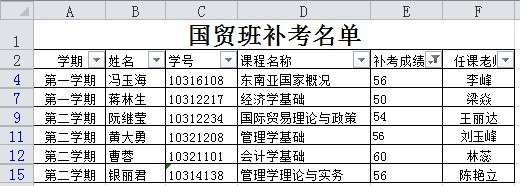 A B C D E F
1 国贸班补考名单
2 学期 姓名 学号 课程名称 补考成绩 任课老师
4 第一学期 冯玉海 10316108 东南亚国家概况 56 李峰
7 第一学期 蒋林生 10312217 经济学基础 50 梁焱
9 第二学期 阮继莹 10312234 国际贸易理论与政策 54 王丽达
11 第二学期 黄大勇 10321208 管理学基础 56 刘玉峰
12 第二学期 曹蓉 10321101 会计学基础 60 林蕊
15 第二学期 银丽君 10314138 管理学理论与实务 56 陈艳立